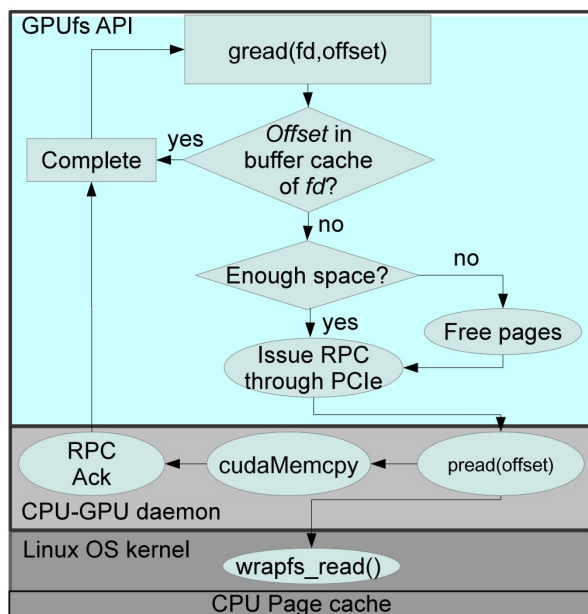 GPUfs API
gread(fd,offset)
yes
Offset in
buffer cache
of fd?
Complete
no
Enough space?
no
yes
Free pages
Issue RPC
through PCIe
RPC
Ack
cudaMemcpy
pread(offset)
CPU-GPU daemon
Linux OS kernel
wrapfs_read()
CPU Page cache